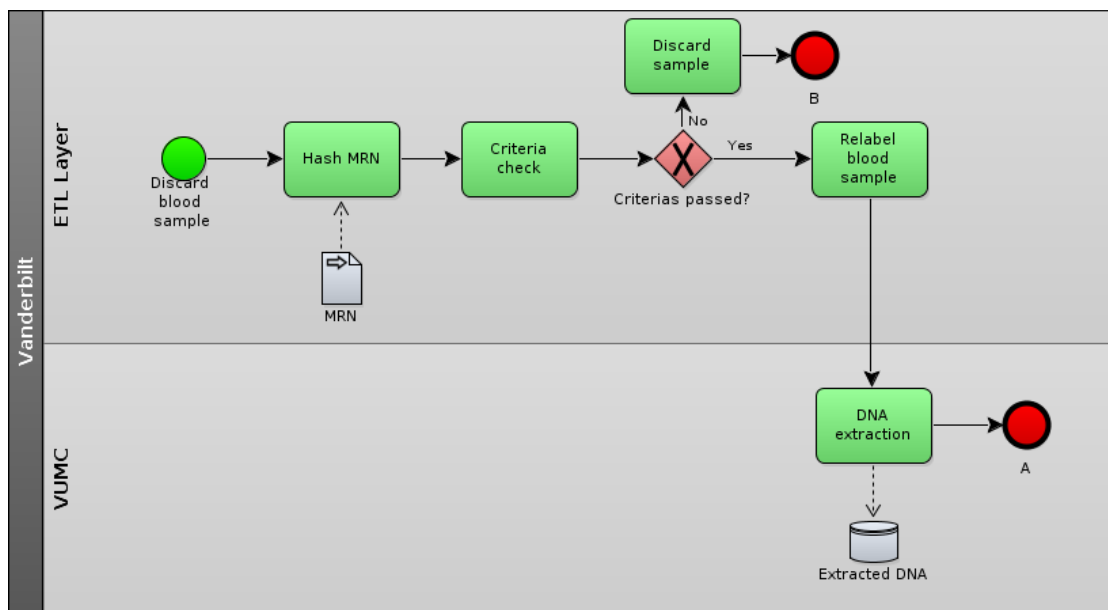 Vanderbilt
ETL Layer
Discard
blood
sample
Hash MRN
MRN
Criteria
check
Criterias passed?
No
Yes
Discard
sample
B
Relabel
blood
sample
VUMC
DNA
extraction
A
Extracted DNA